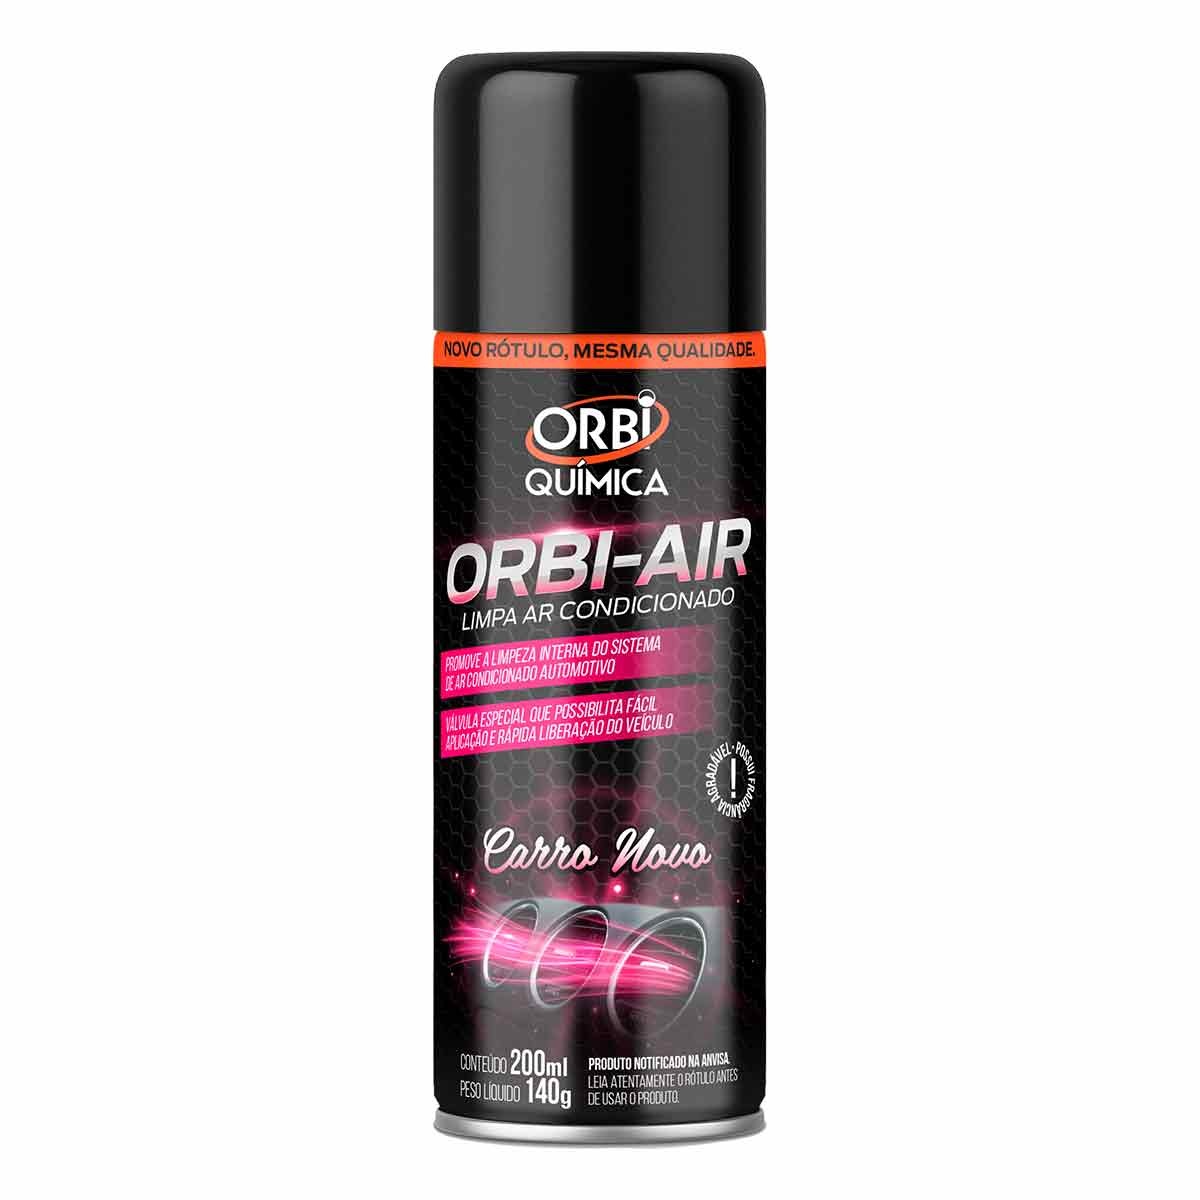 NOVO RÓTULO, MESMA QUALIDADE.
ORBI
QUÍMICA
ORBI-AIR
LIMPA AR CONDICIONADO
PROMOVE A LIMPEZA INTERNA DO SISTEMA
DE AR CONDICIONADO AUTOMOTIVO
VÁLVULA ESPECIAL QUE POSSIBILITA FÁCIL
APLICAÇÃO E RÁPIDA LIBERAÇÃO DO VEÍCULO
POSSUI FRAGRÂNCIA AGRADÁVEL •
!
Carro Novo
CONTEÚDO 200ml
PESO LÍQUIDO 140g
PRODUTO NOTIFICADO NA ANVISA.
LEIA ATENTAMENTE O RÓTULO ANTES
DE USAR O PRODUTO.